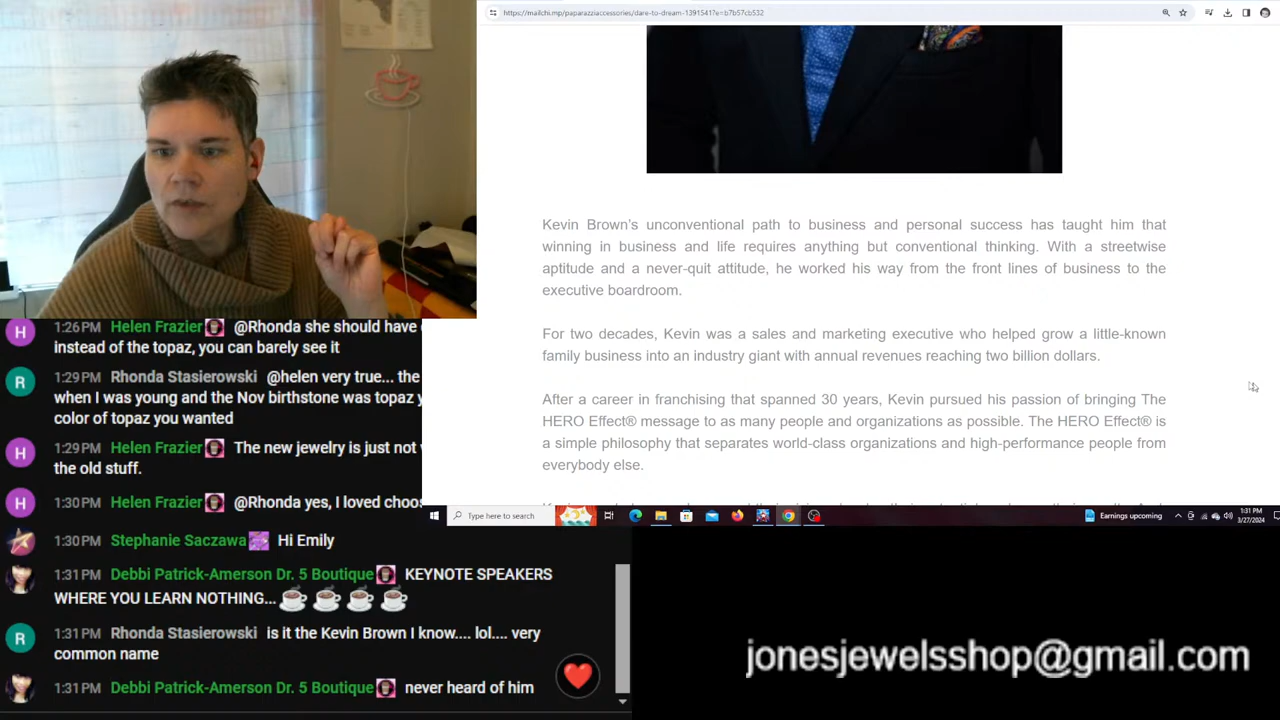 https://mailchi.mp/paparazziaccessories/dare-to-dream-13915417?e=b7b57cb532
Kevin Brown's unconventional path to business and personal success has taught him that
winning in business and life requires anything but conventional thinking. With a streetwise
aptitude and a never-quit attitude, he worked his way from the front lines of business to the
executive boardroom.
For two decades, Kevin was a sales and marketing executive who helped grow a little-known
family business into an industry giant with annual revenues reaching two billion dollars.
After a career in franchising that spanned 30 years, Kevin pursued his passion of bringing The
HERO Effect® message to as many people and organizations as possible. The HERO Effect® is
a simple philosophy that separates world-class organizations and high-performance people from
everybody else.
Type here to search
Earnings upcoming
1:31 PM
3/27/2024
H 1:26 PM Helen Frazier @Rhonda she should have
instead of the topaz, you can barely see it
R 1:29 PM Rhonda Stasierowski @helen very true... the
when I was young and the Nov birthstone was topaz
color of topaz you wanted
H 1:29 PM Helen Frazier The new jewelry is just not
the old stuff.
H 1:30 PM Helen Frazier @Rhonda yes, I loved
1:30 PM Stephanie Saczawa Hi Emily
1:31 PM Debbi Patrick-Amerson Dr. 5 Boutique KEYNOTE SPEAKERS
WHERE YOU LEARN NOTHING...☕☕☕☕
R 1:31 PM Rhonda Stasierowski is it the Kevin Brown I know.... lol.... very
common name
1:31 PM Debbi Patrick-Amerson Dr. 5 Boutique never heard of him
jonesjewelsshop@gmail.com